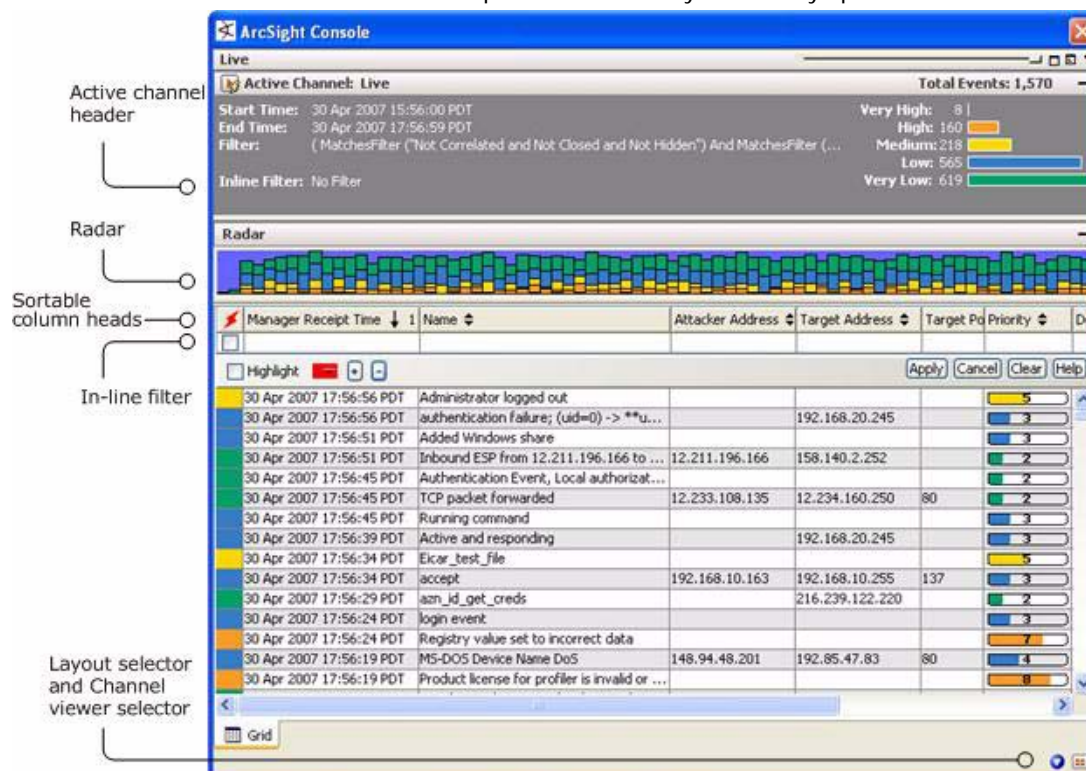 ArcSight Console
Live
Active Channel: Live Total Events: 1,570
Start Time: 30 Apr 2007 15:56:00 PDT
End Time: 30 Apr 2007 17:56:59 PDT
Filter: ( MatchesFilter ("Not Correlated and Not Closed and Not Hidden") And MatchesFilter (...
Inline Filter: No Filter
Very High: 8
High: 160
Medium: 218
Low: 565
Very Low: 619
Active channel
header
Radar
Radar
Sortable
column heads
Manager Receipt Time 1 Name Attacker Address Target Address Target Po Priority D
In-line filter
Highlight + - Apply Cancel Clear Help
30 Apr 2007 17:56:56 PDT Administrator logged out 5
30 Apr 2007 17:56:56 PDT authentication failure; (uid=0) -> **u... 192.168.20.245 3
30 Apr 2007 17:56:51 PDT Added Windows share 3
30 Apr 2007 17:56:51 PDT Inbound ESP from 12.211.196.166 to ... 12.211.196.166 158.140.2.252 2
30 Apr 2007 17:56:45 PDT Authentication Event, Local authorizat... 2
30 Apr 2007 17:56:45 PDT TCP packet forwarded 12.233.108.135 12.234.160.250 80 2
30 Apr 2007 17:56:45 PDT Running command 3
30 Apr 2007 17:56:39 PDT Active and responding 192.168.20.245 3
30 Apr 2007 17:56:34 PDT Eicar_test_file 5
30 Apr 2007 17:56:34 PDT accept 192.168.10.163 192.168.10.255 137 3
30 Apr 2007 17:56:29 PDT azn_id_get_creds 216.239.122.220 2
30 Apr 2007 17:56:24 PDT login event 3
30 Apr 2007 17:56:24 PDT Registry value set to incorrect data 7
30 Apr 2007 17:56:19 PDT MS-DOS Device Name DoS 148.94.48.201 192.85.47.83 80 4
30 Apr 2007 17:56:19 PDT Product license for profiler is invalid or ... 8
Layout selector
and Channel
viewer selector
Grid